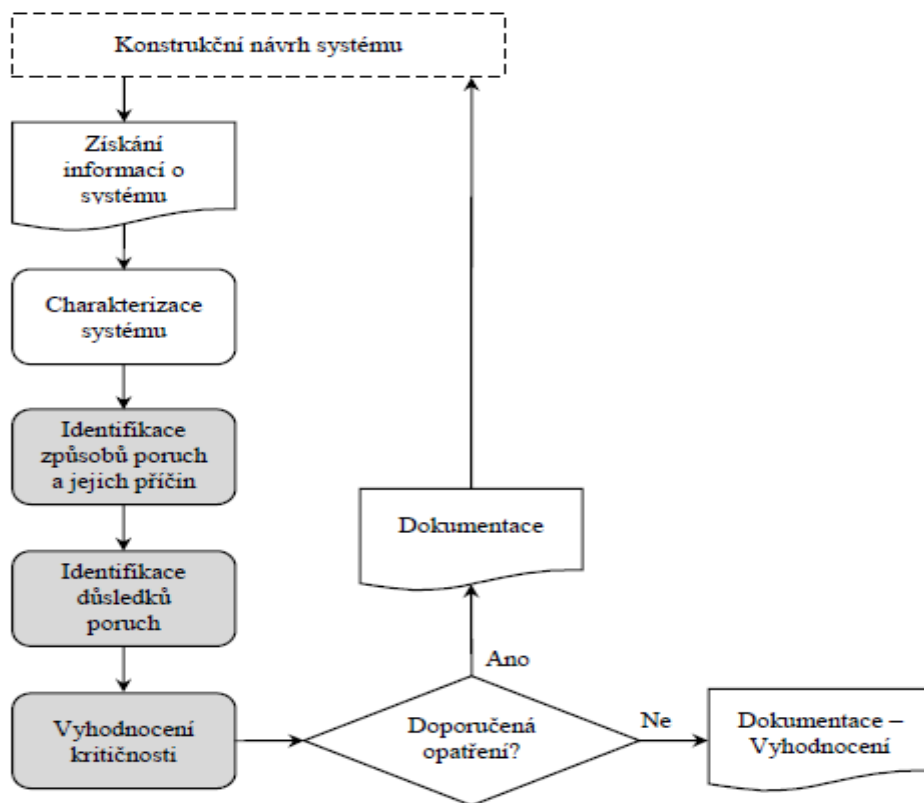 Konstrukční návrh systému
Získání
informací o
systému
Charakterizace
systému
Identifikace
způsobů poruch
a jejich příčin
Identifikace
důsledků
poruch
Vyhodnocení
kritičnosti
Doporučená
opatření?
Ano
Dokumentace
Ne
Dokumentace –
Vyhodnocení